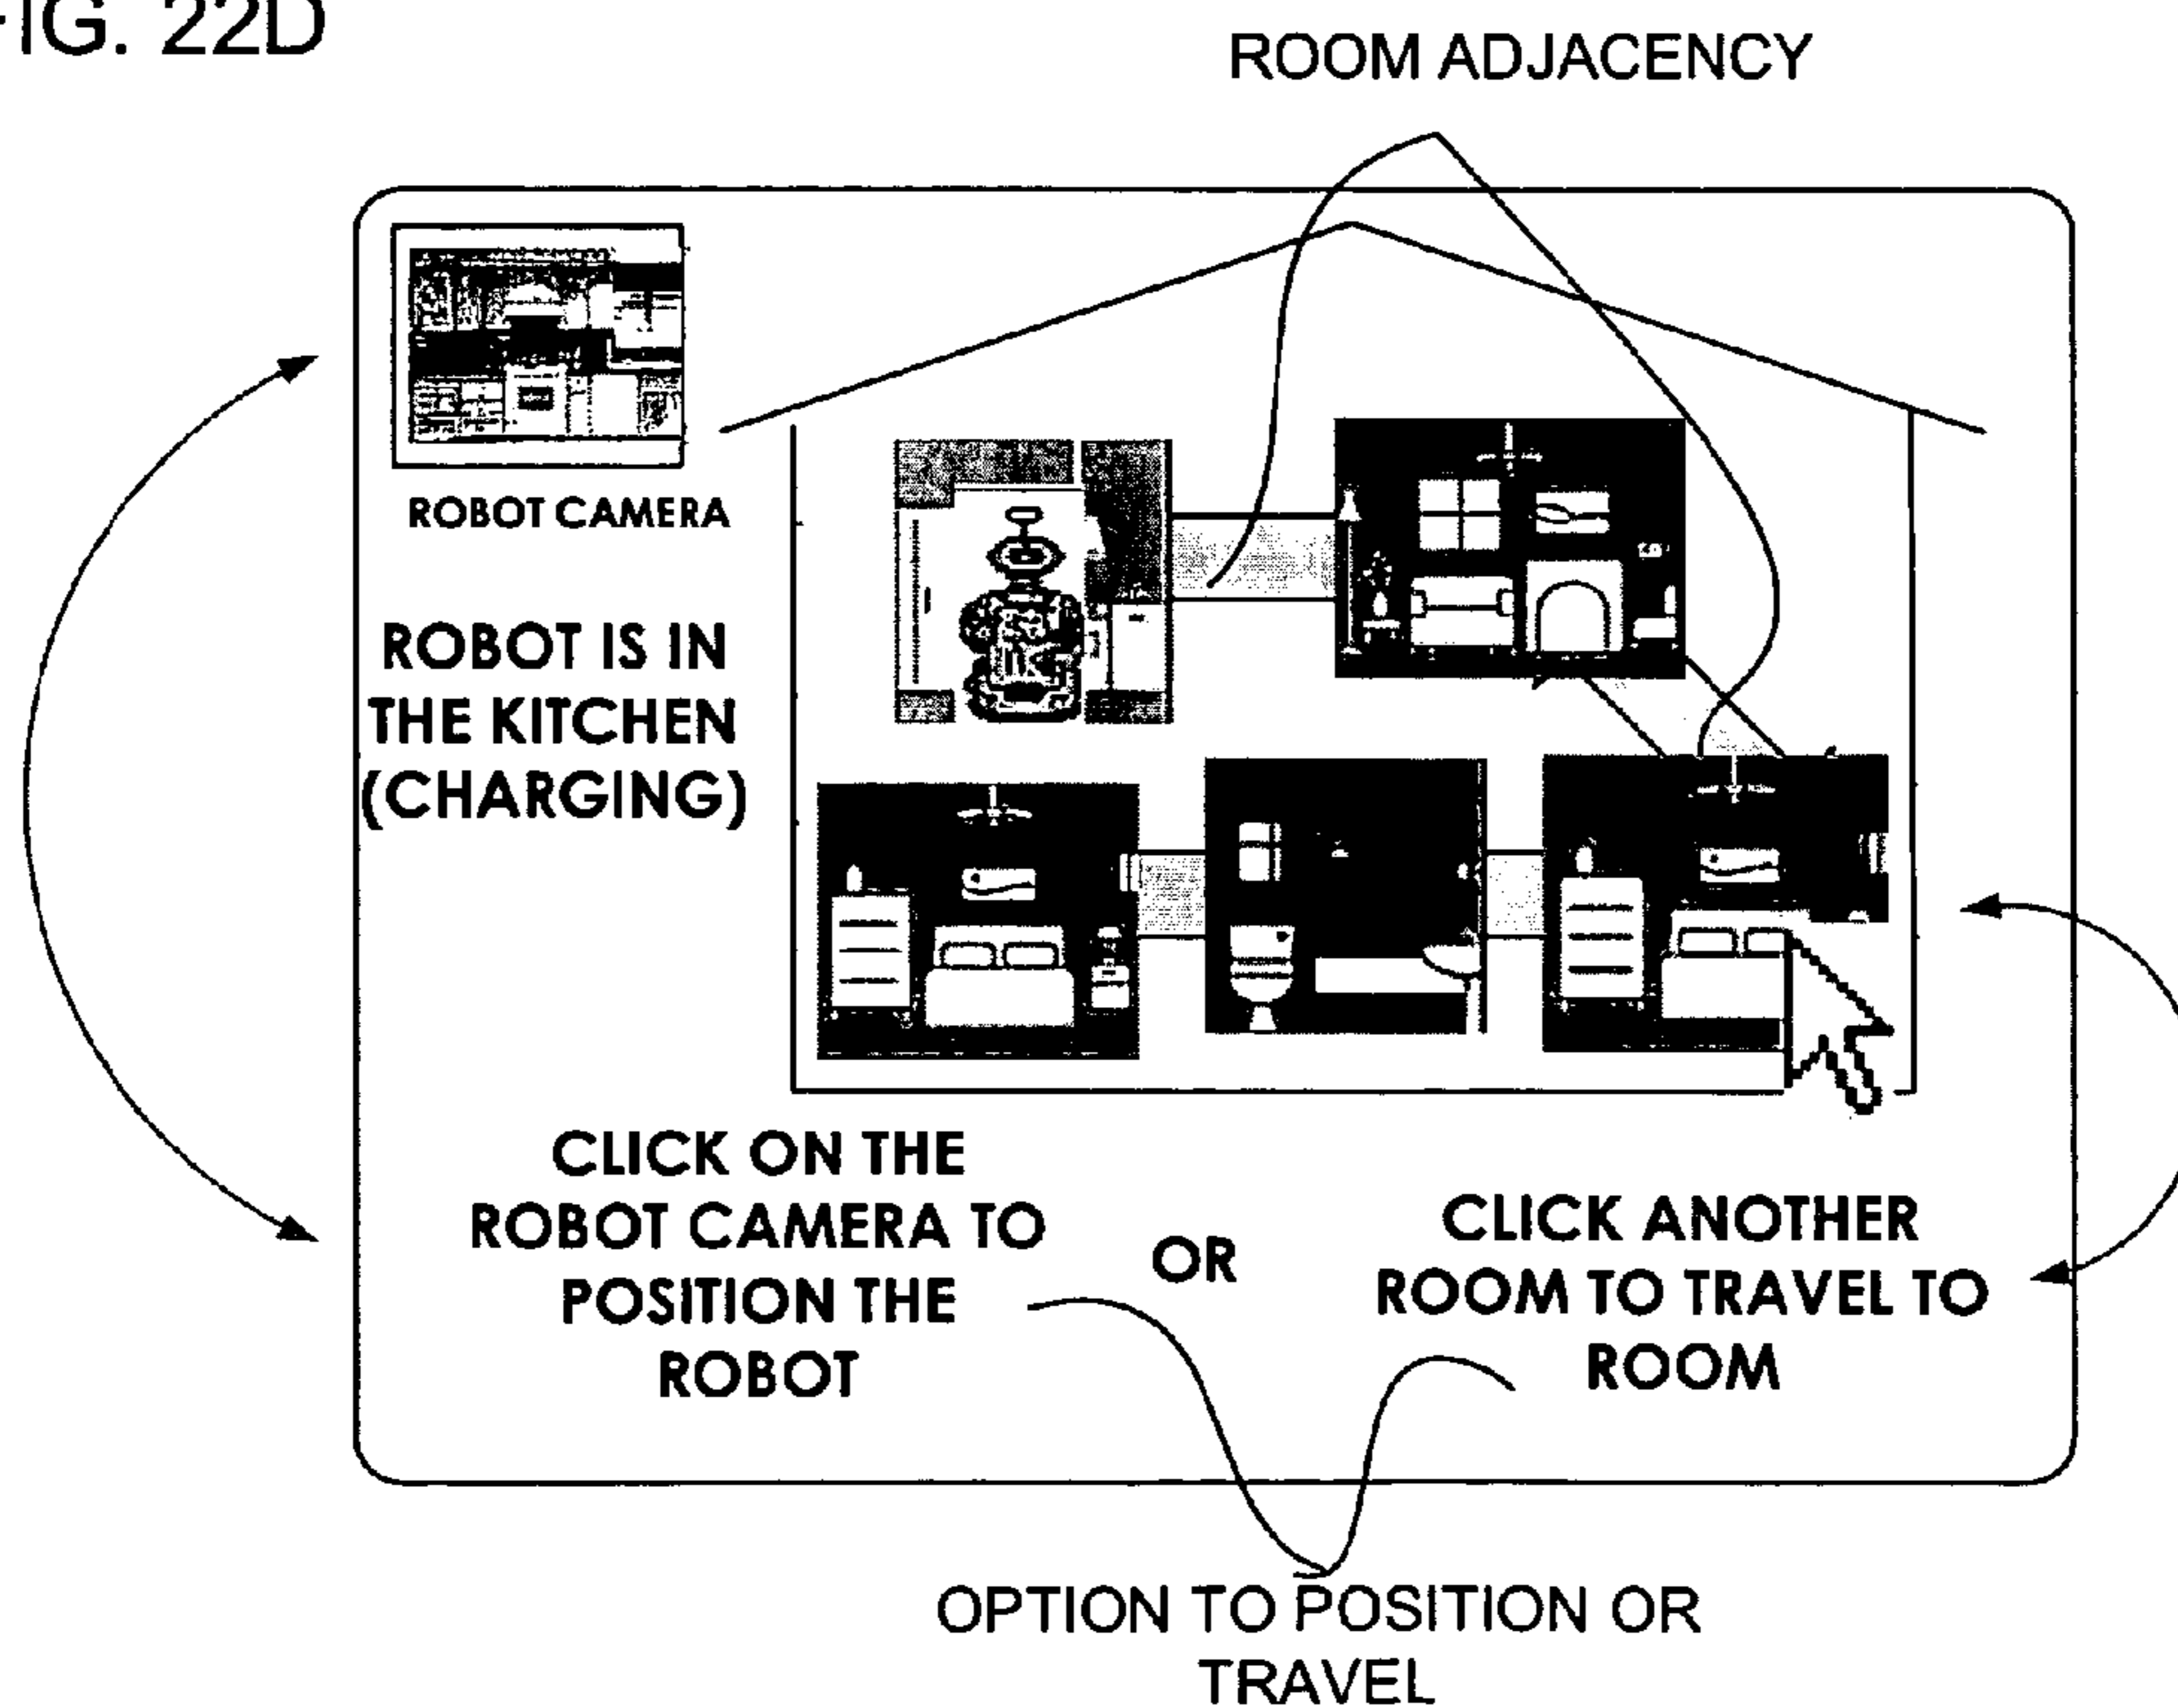 FIG. 22D
ROOM ADJACENCY
ROBOT CAMERA
ROBOT IS IN
THE KITCHEN
(CHARGING)
CLICK ON THE
ROBOT CAMERA TO
POSITION THE
ROBOT
OR
CLICK ANOTHER
ROOM TO TRAVEL TO
ROOM
OPTION TO POSITION OR
TRAVEL